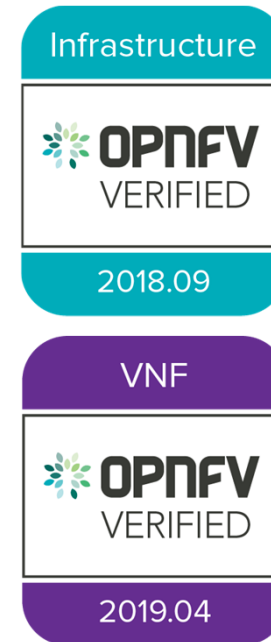 Infrastructure
OPNFV
VERIFIED
2018.09
VNF
OPNFV
VERIFIED
2019.04